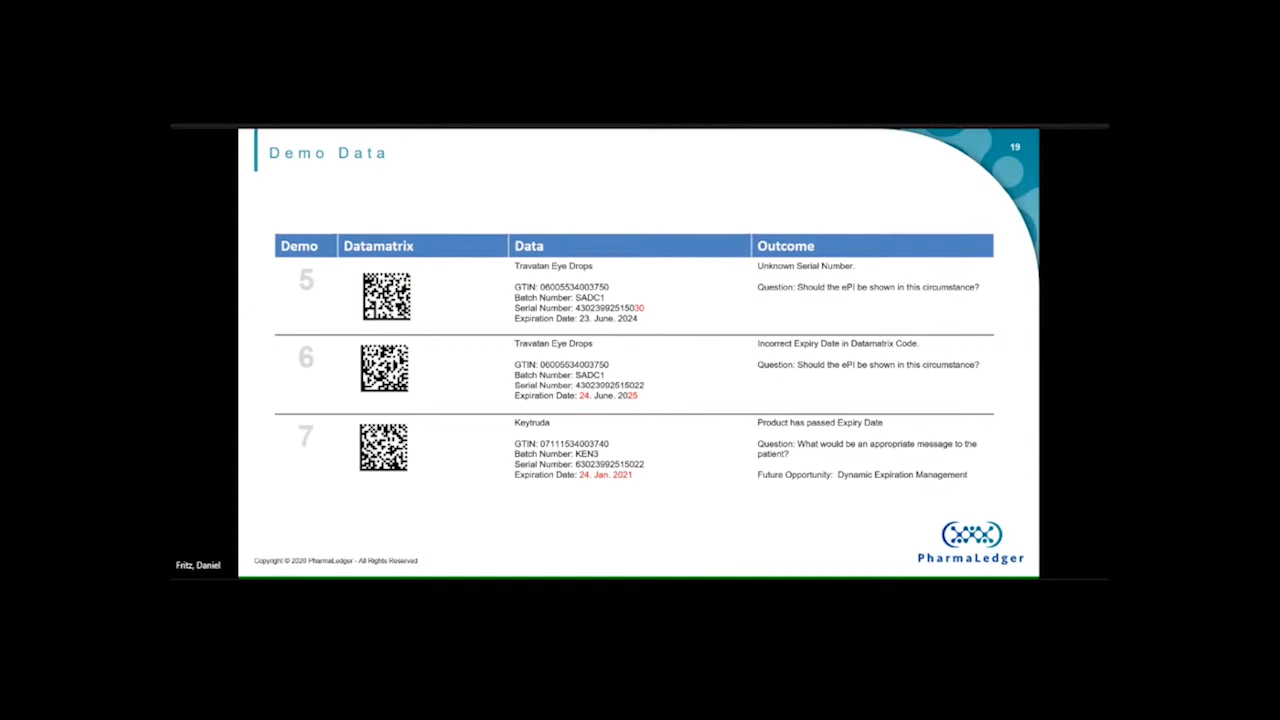 Demo Data
19
Demo Datamatrix Data Outcome
5
Travatan Eye Drops
GTIN: 06005534003750
Batch Number: SADC1
Serial Number: 43023992515030
Expiration Date: 23. June. 2024
Unknown Serial Number.
Question: Should the ePI be shown in this circumstance?
6
Travatan Eye Drops
GTIN: 06005534003750
Batch Number: SADC1
Serial Number: 43023992515022
Expiration Date: 24. June. 2025
Incorrect Expiry Date in Datamatrix Code.
Question: Should the ePI be shown in this circumstance?
7
Keytruda
GTIN: 07111534003740
Batch Number: KEN3
Serial Number: 63023992515022
Expiration Date: 24. Jan. 2021
Product has passed Expiry Date
Question: What would be an appropriate message to the
patient?
Future Opportunity: Dynamic Expiration Management
Fritz, Daniel
Copyright © 2020 PharmaLedger - All Rights Reserved
PharmaLedger